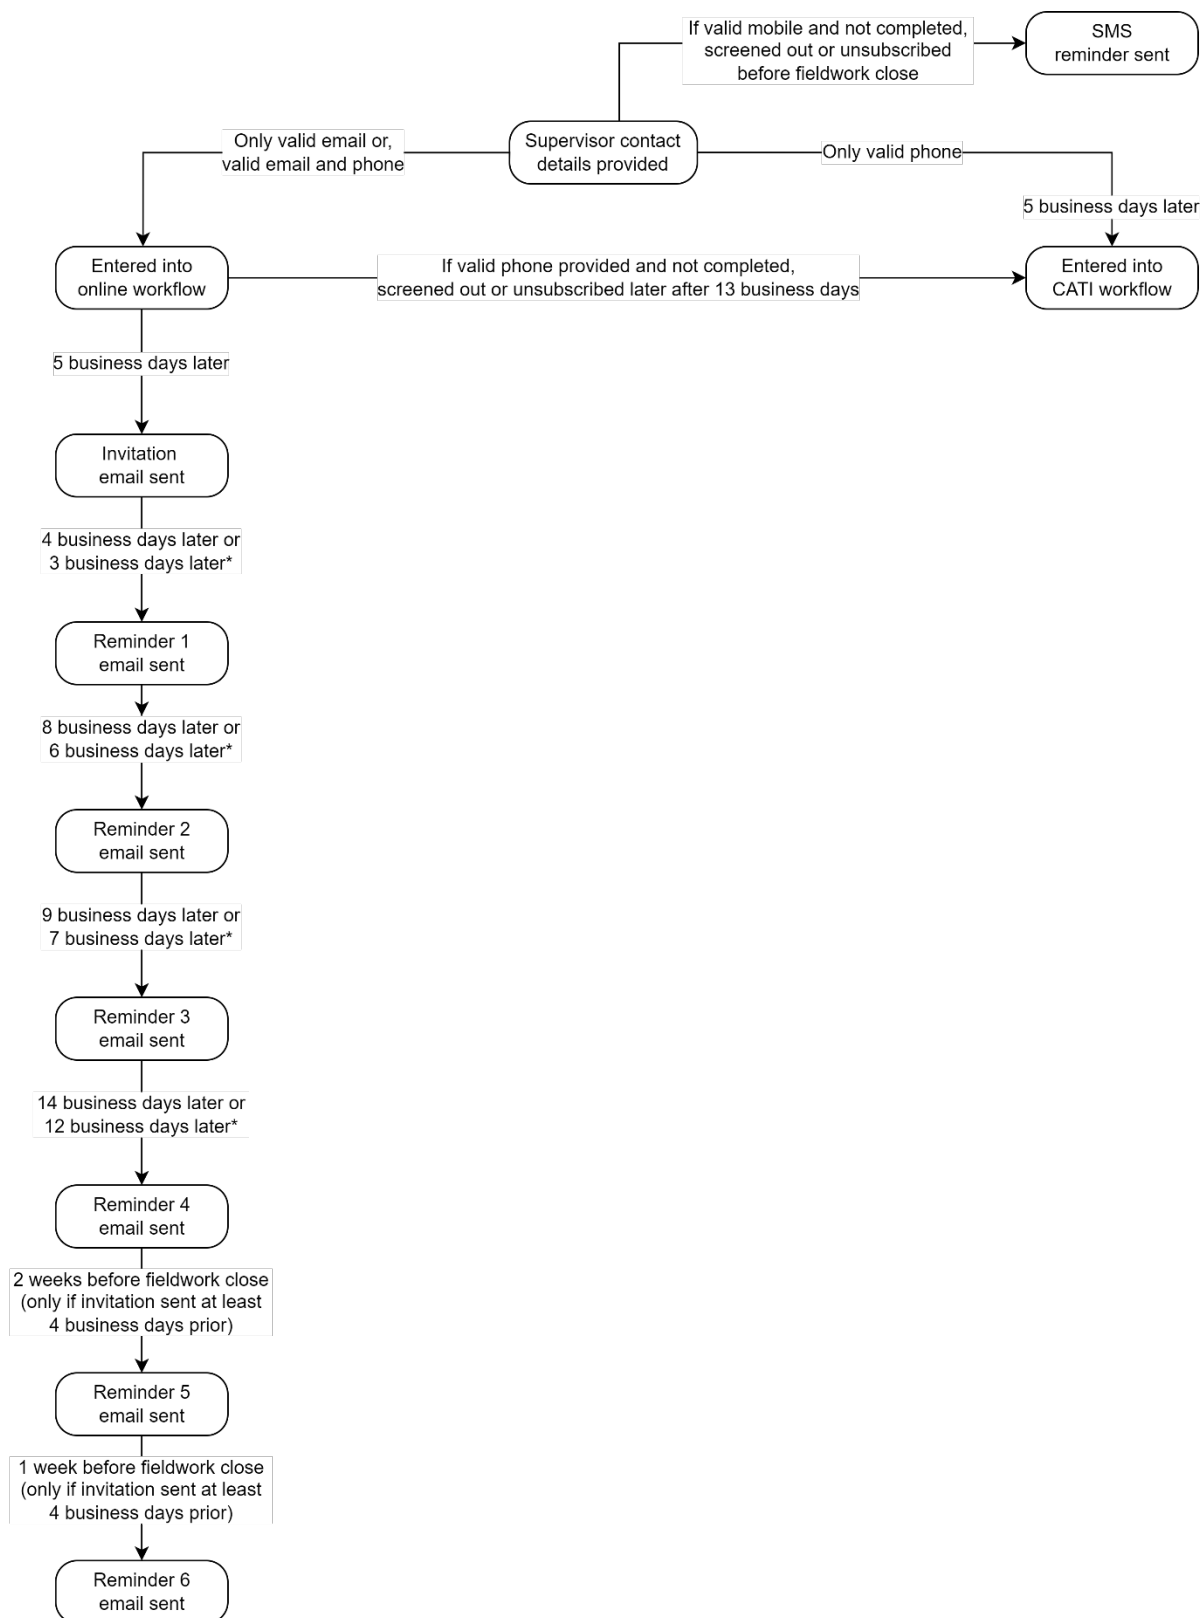 If valid mobile and not completed,
screened out or unsubscribed
before fieldwork close
SMS
reminder sent
Only valid email or,
valid email and phone
Supervisor contact
details provided
Only valid phone
5 business days later
Entered into
online workflow
If valid phone provided and not completed,
screened out or unsubscribed later after 13 business days
Entered into
CATI workflow
5 business days later
Invitation
email sent
4 business days later or
3 business days later*
Reminder 1
email sent
8 business days later or
6 business days later*
Reminder 2
email sent
9 business days later or
7 business days later*
Reminder 3
email sent
14 business days later or
12 business days later*
Reminder 4
email sent
2 weeks before fieldwork close
(only if invitation sent at least
4 business days prior)
Reminder 5
email sent
1 week before fieldwork close
(only if invitation sent at least
4 business days prior)
Reminder 6
email sent